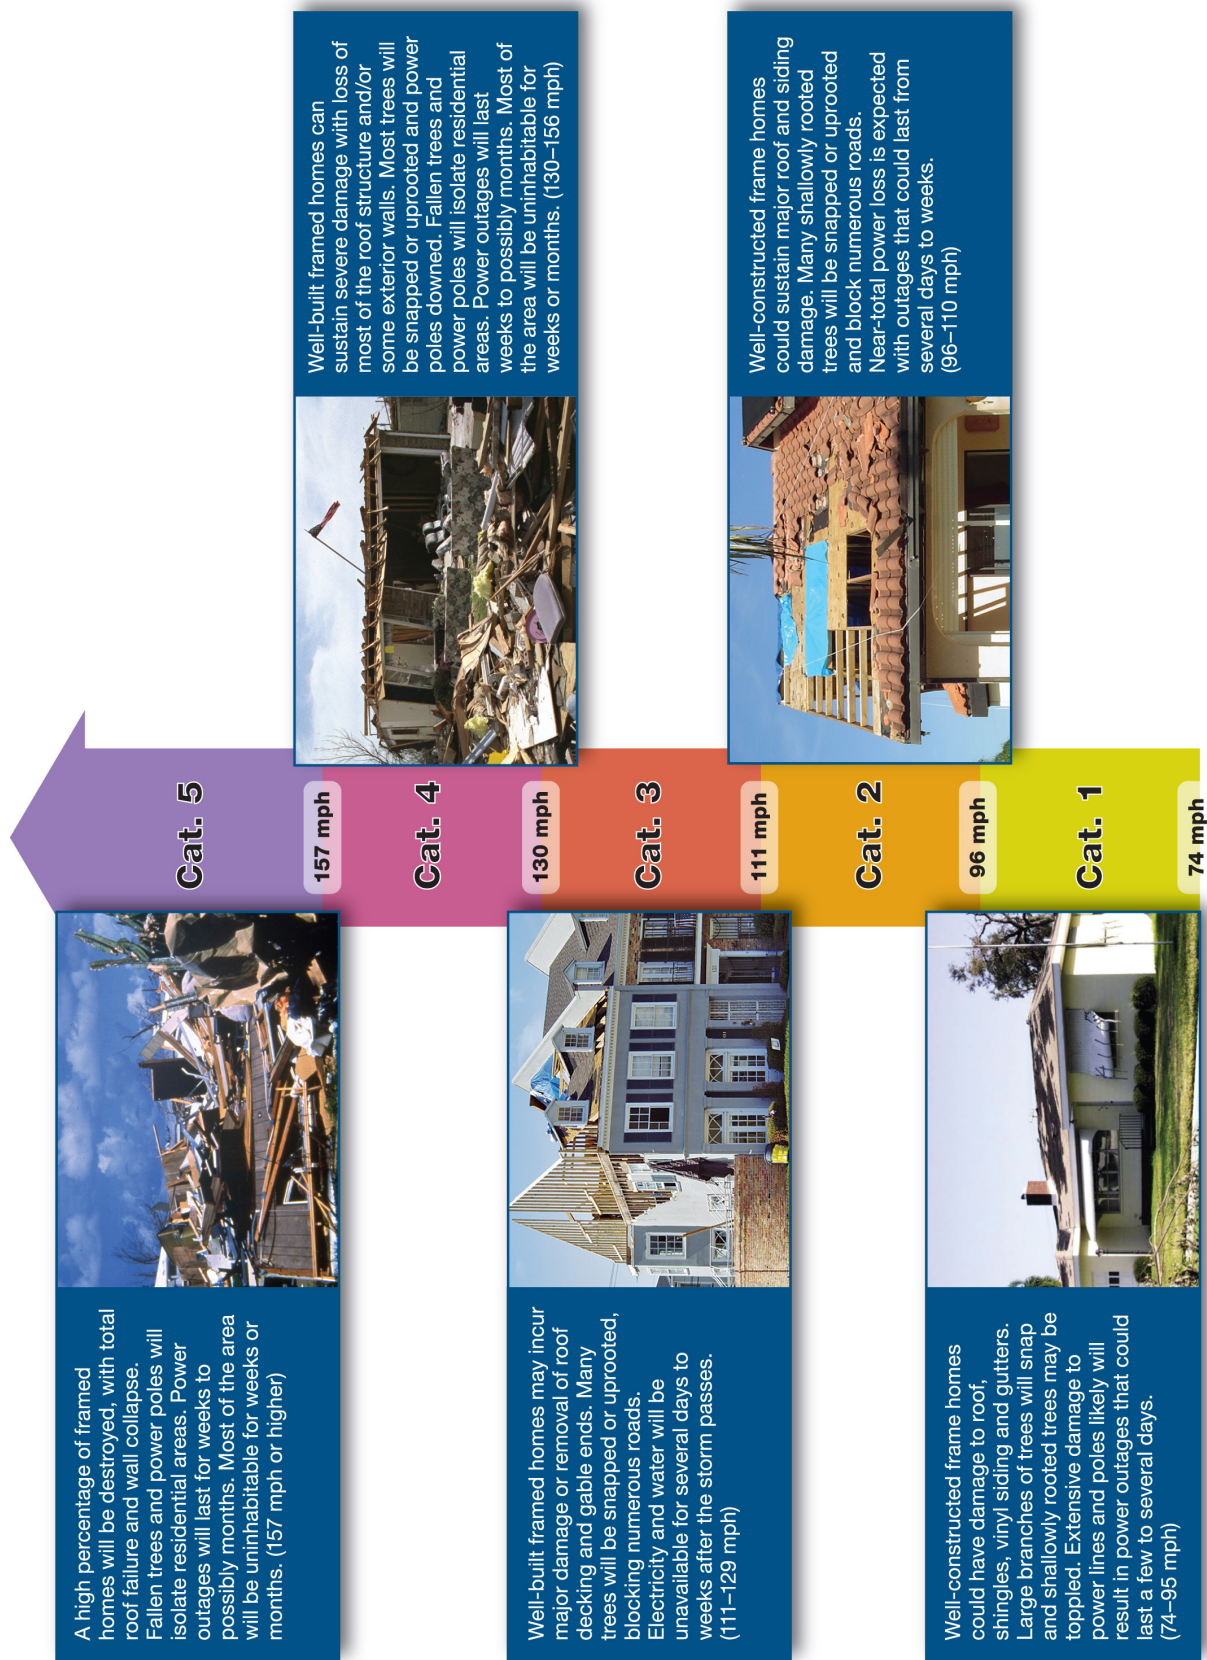 Well-constructed frame homes
could have damage to roof,
shingles, vinyl siding and gutters.
Large branches of trees will snap
and shallowly rooted trees may be
toppled. Extensive damage to
power lines and poles likely will
result in power outages that could
last a few to several days.
(74–95 mph)
Well-constructed frame homes
could sustain major roof and siding
damage. Many shallowly rooted
trees will be snapped or uprooted
and block numerous roads.
Near-total power loss is expected
with outages that could last from
several days to weeks.
(96–110 mph)
Well-built framed homes may incur
major damage or removal of roof
decking and gable ends. Many
trees will be snapped or uprooted,
blocking numerous roads.
Electricity and water will be
unavailable for several days to
weeks after the storm passes.
(111–129 mph)
Well-built framed homes can
sustain severe damage with loss of
most of the roof structure and/or
some exterior walls. Most trees will
be snapped or uprooted and power
poles downed. Fallen trees and
power poles will isolate residential
areas. Power outages will last
weeks to possibly months. Most of
the area will be uninhabitable for
weeks or months. (130–156 mph)
A high percentage of framed
homes will be destroyed, with total
roof failure and wall collapse.
Fallen trees and power poles will
isolate residential areas. Power
outages will last for weeks to
possibly months. Most of the area
will be uninhabitable for weeks or
months. (157 mph or higher)
Cat. 5
157 mph
Cat. 4
130 mph
Cat. 3
111 mph
Cat. 2
96 mph
Cat. 1
74 mph